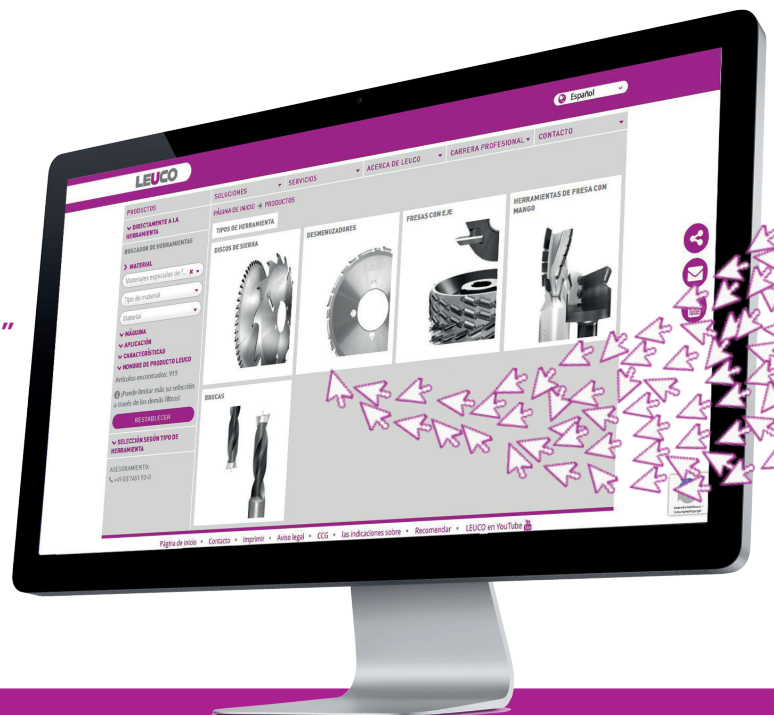 Español
LEUCO
PRODUCTOS
SOLUCIONES
SERVICIOS
ACERCA DE LEUCO
CARRERA PROFESIONAL
CONTACTO
DIRECTAMENTE A LA
HERRAMIENTA
BUSCADOR DE HERRAMIENTAS
MATERIAL
Materiales especiales de f...
Tipo de material
Material
MÁQUINA
APLICACIÓN
CARACTERÍSTICAS
NOMBRE DE PRODUCTO LEUCO
Artículos encontrados: 919
¡Puede limitar más su selección
a través de los demás filtros!
RESTABLECER
SELECCIÓN SEGÚN TIPO DE
HERRAMIENTA
ASESORAMIENTO:
+49 (0)7451 93-0
PÁGINA DE INICIO → PRODUCTOS
TIPOS DE HERRAMIENTA
DISCOS DE SIERRA
DESMENUZADORES
FRESAS CON EJE
HERRAMIENTAS DE FRESA CON
MANGO
BROCAS
Página de inicio • Contacto • Imprimir • Aviso legal • CCG • las indicaciones sobre • Recomendar • LEUCO en YouTube
"